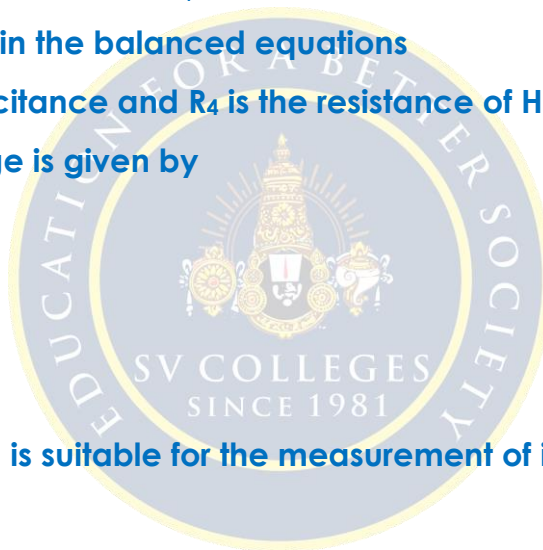 in the balanced equations
citance and R₄ is the resistance of H
ge is given by
EDUCATION FOR A BETTER SOCIETY
SV COLLEGES
SINCE 1981
is suitable for the measurement of i